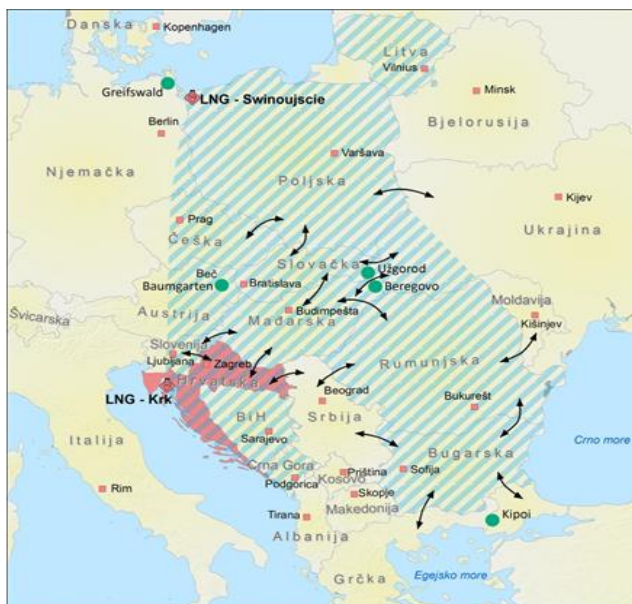 Danska
Kopenhagen
Litva
Vilnius
Greifswald
LNG - Swinoujscie
Minsk
Berlin
Bjelorusija
Varšava
Njemačka
Poljska
Kijev
Prag
Češka
Ukrajina
Slovačka
Užgorod
Beč
Baumgarten
Bratislava
Beregovo
Moldavija
Budimpešta
Austrija
Mađarska
Kišinjev
Švicarska
Slovenija
Ljubljana
Zagreb
Rumunjska
Hrvatska
LNG - Krk
Beograd
Bukurešt
BiH
Srbija
Sarajevo
Italija
Crno more
Bugarska
Crna Gora
Priština
Sofija
Kosovo
Podgorica
Rim
Skopje
Makedonija
Tirana
Kipoi
Albanija
Egejsko more
Grčka